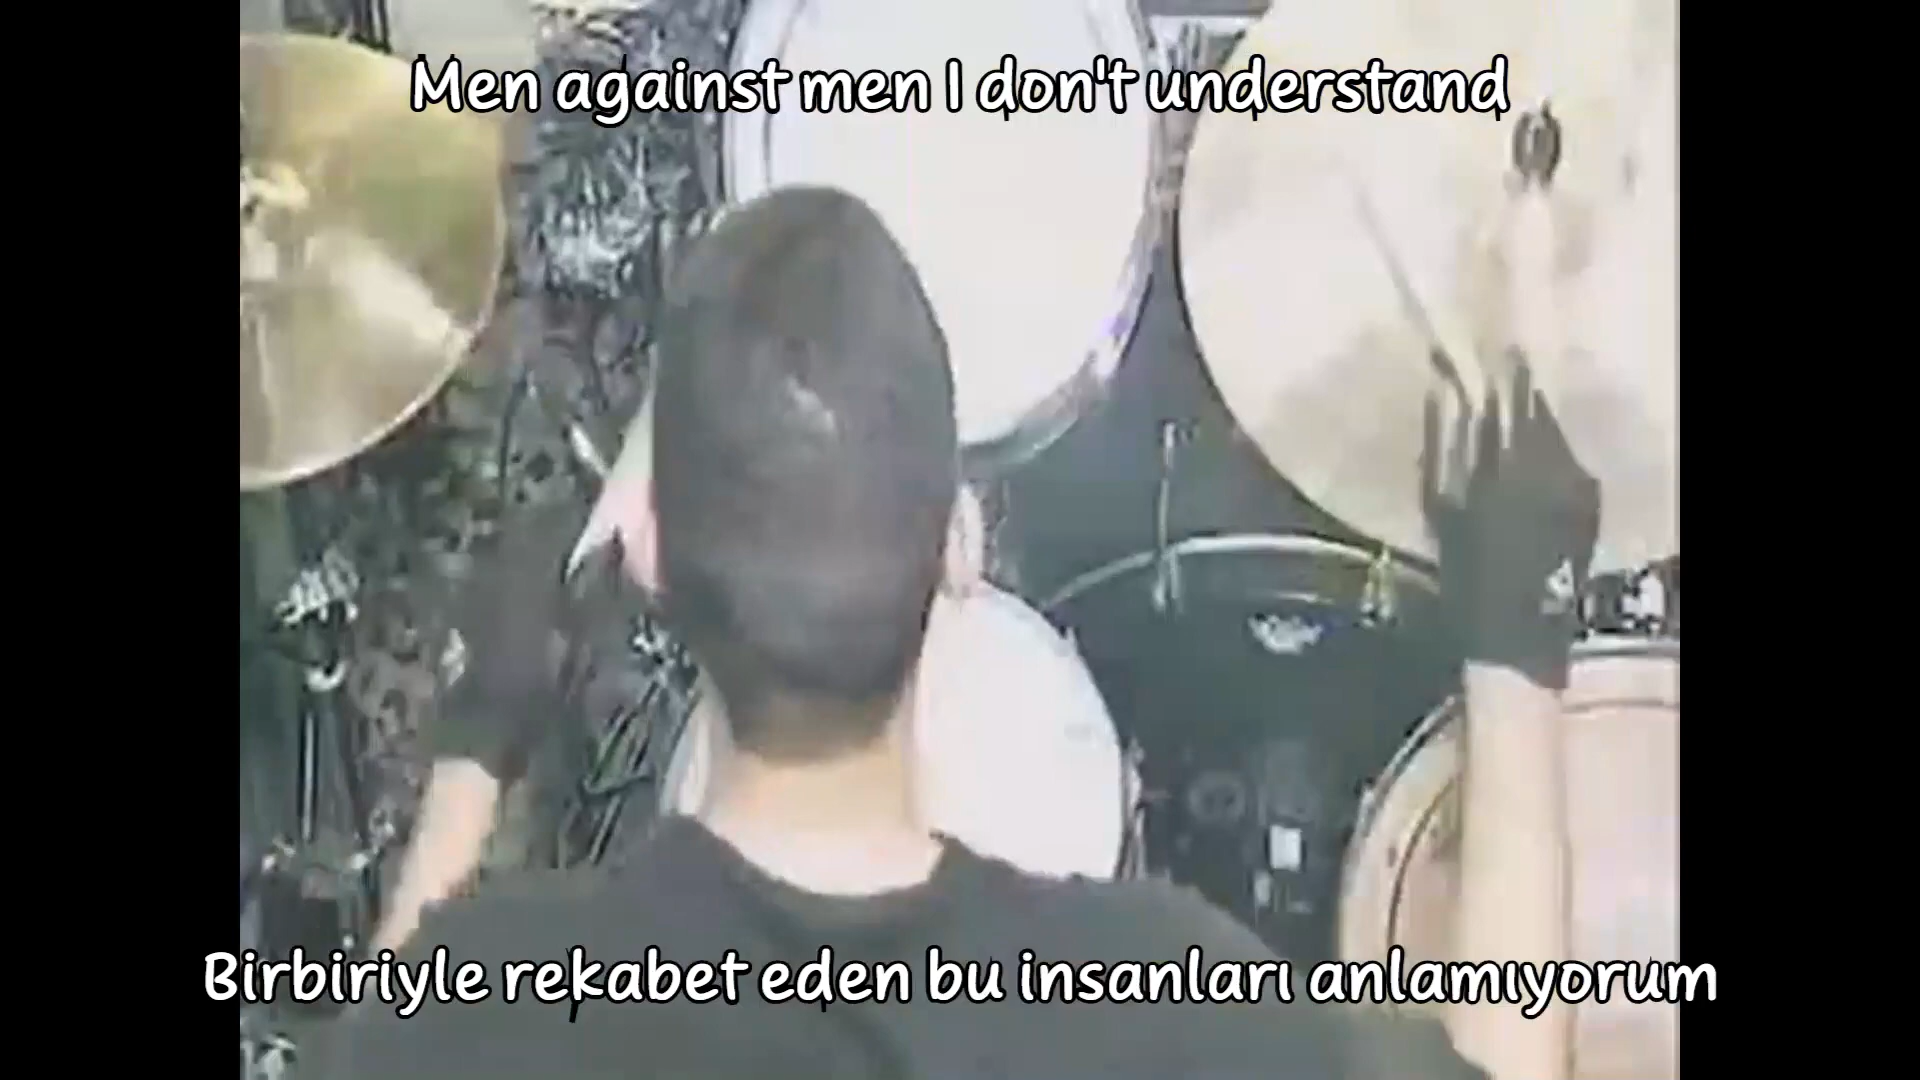 Men against men I don't understand
Birbiriyle rekabet eden bu insanları anlamıyorum